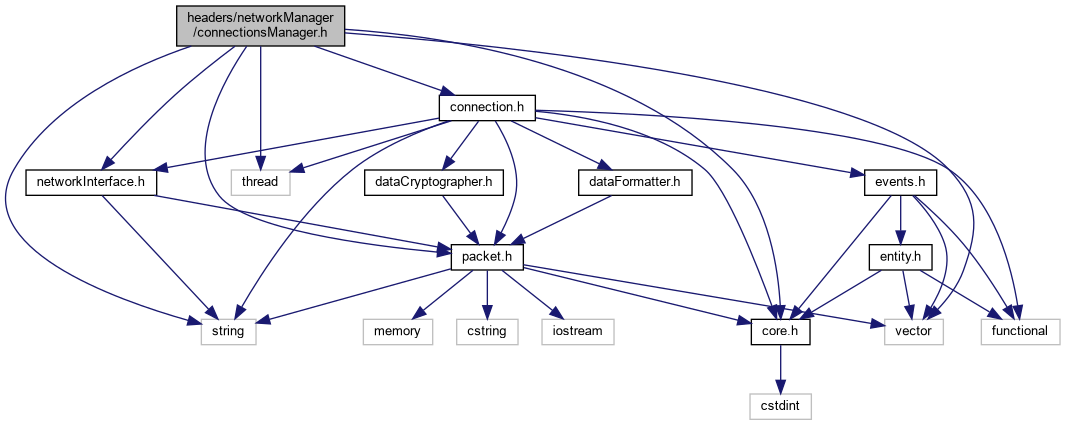 headers/networkManager
/connectionsManager.h
connection.h
networkInterface.h
thread
dataCryptographer.h
dataFormatter.h
events.h
packet.h
entity.h
string
memory
cstring
iostream
core.h
vector
functional
cstdint